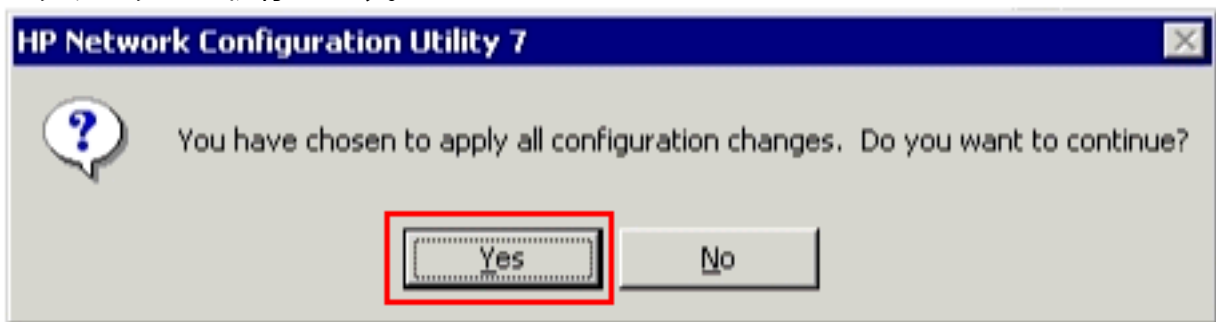 HP Network Configuration Utility 7
You have chosen to apply all configuration changes. Do you want to continue?
Yes
No